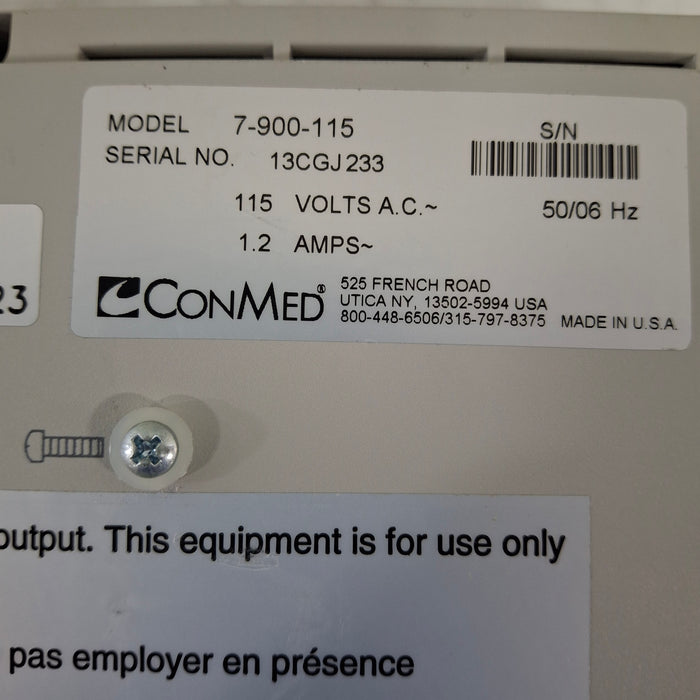 MODEL 7-900-115
S/N
SERIAL NO. 13CGJ233
115 VOLTS A.C.~
50/06 Hz
1.2 AMPS~
CONMED®
525 FRENCH ROAD
UTICA NY, 13502-5994 USA
800-448-6506/315-797-8375 MADE IN U.S.A.
23
output. This equipment is for use only
pas employer en présence